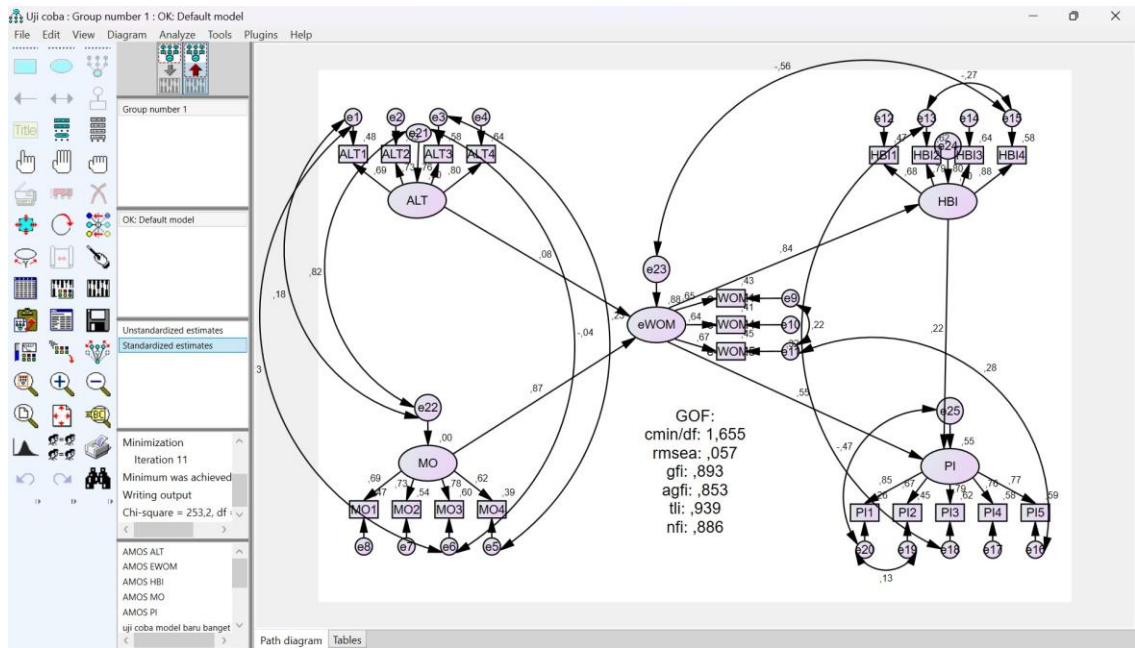 Uji coba : Group number 1 : OK: Default model
File Edit View Diagram Analyze Tools Plugins Help
Title
Group number 1
OK: Default model
Unstandardized estimates
Standardized estimates
Minimization
Iteration 11
Minimum was achieved
Writing output
Chi-square = 253,2, df =
AMOS ALT
AMOS EWOM
AMOS HBI
AMOS MO
AMOS PI
uji coba model baru banget
Path diagram Tables
-,56
-,27
e1 e2 e3 e4
e21
,48 ,58 ,64
ALT1 ALT2 ALT3 ALT4
,69 ,73 ,76 ,80
ALT
e12 e13 e14 e15
e24
,47 ,62 ,64 ,58
HBI1 HBI2 HBI3 HBI4
,68 ,79 ,80 ,88
HBI
,08
,84
,82
,18
-,04
e23
,88 ,65 ,43
e9
eWOM
,64 ,41
e10
,67 ,45
e11
,22
,22
,28
3
,87
,55
-,47
e22
,00
MO
,69 ,73 ,78 ,62
,47 ,54 ,60 ,39
MO1 MO2 MO3 MO4
e8 e7 e6 e5
GOF:
cmin/df: 1,655
rmsea: ,057
gfi: ,893
agfi: ,853
tli: ,939
nfi: ,886
e25
,55
PI
,85 ,67 ,79 ,76 ,77
,26 ,45 ,62 ,58 ,59
PI1 PI2 PI3 PI4 PI5
e20 e19 e18 e17 e16
,13